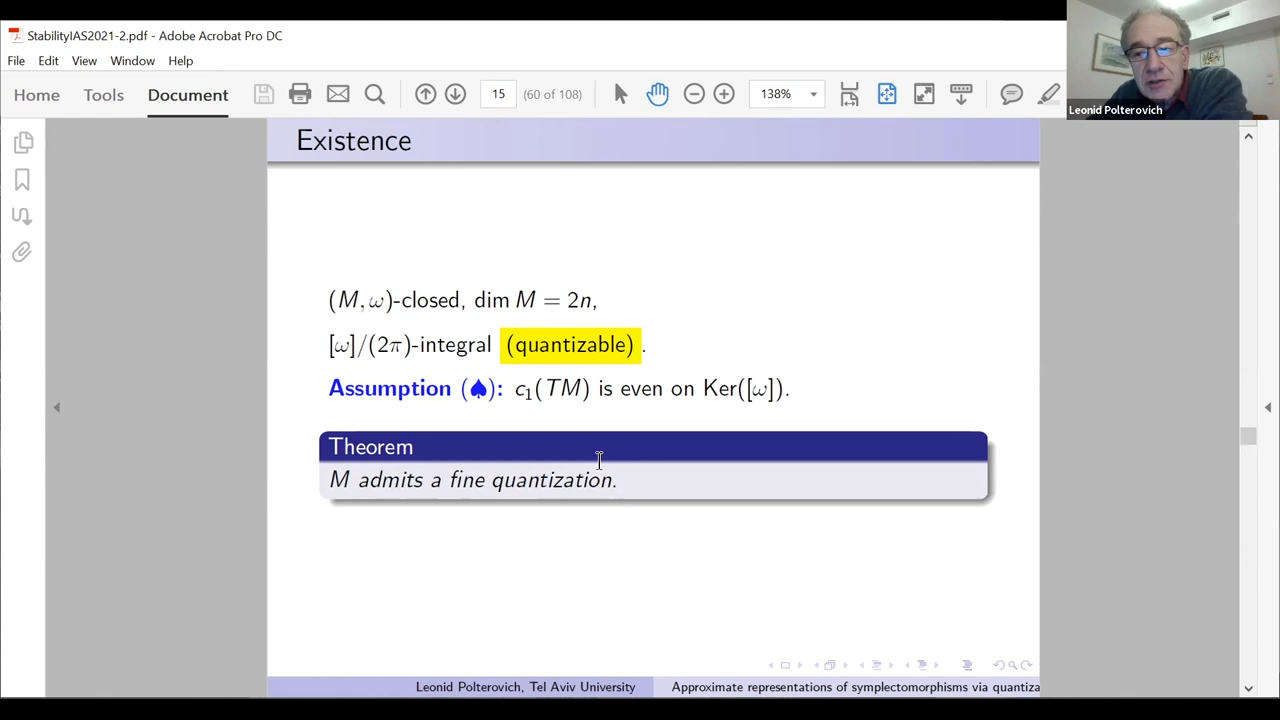 StabilityIAS2021-2.pdf - Adobe Acrobat Pro DC
File Edit View Window Help
Home Tools Document 15 (60 of 108) 138%
Leonid Polterovich
Existence
(M, ω)-closed, dim M = 2n,
[ω]/(2π)-integral (quantizable).
Assumption (♠): c₁(TM) is even on Ker([ω]).
Theorem
M admits a fine quantization.
Leonid Polterovich, Tel Aviv University Approximate representations of symplectomorphisms via quantiza